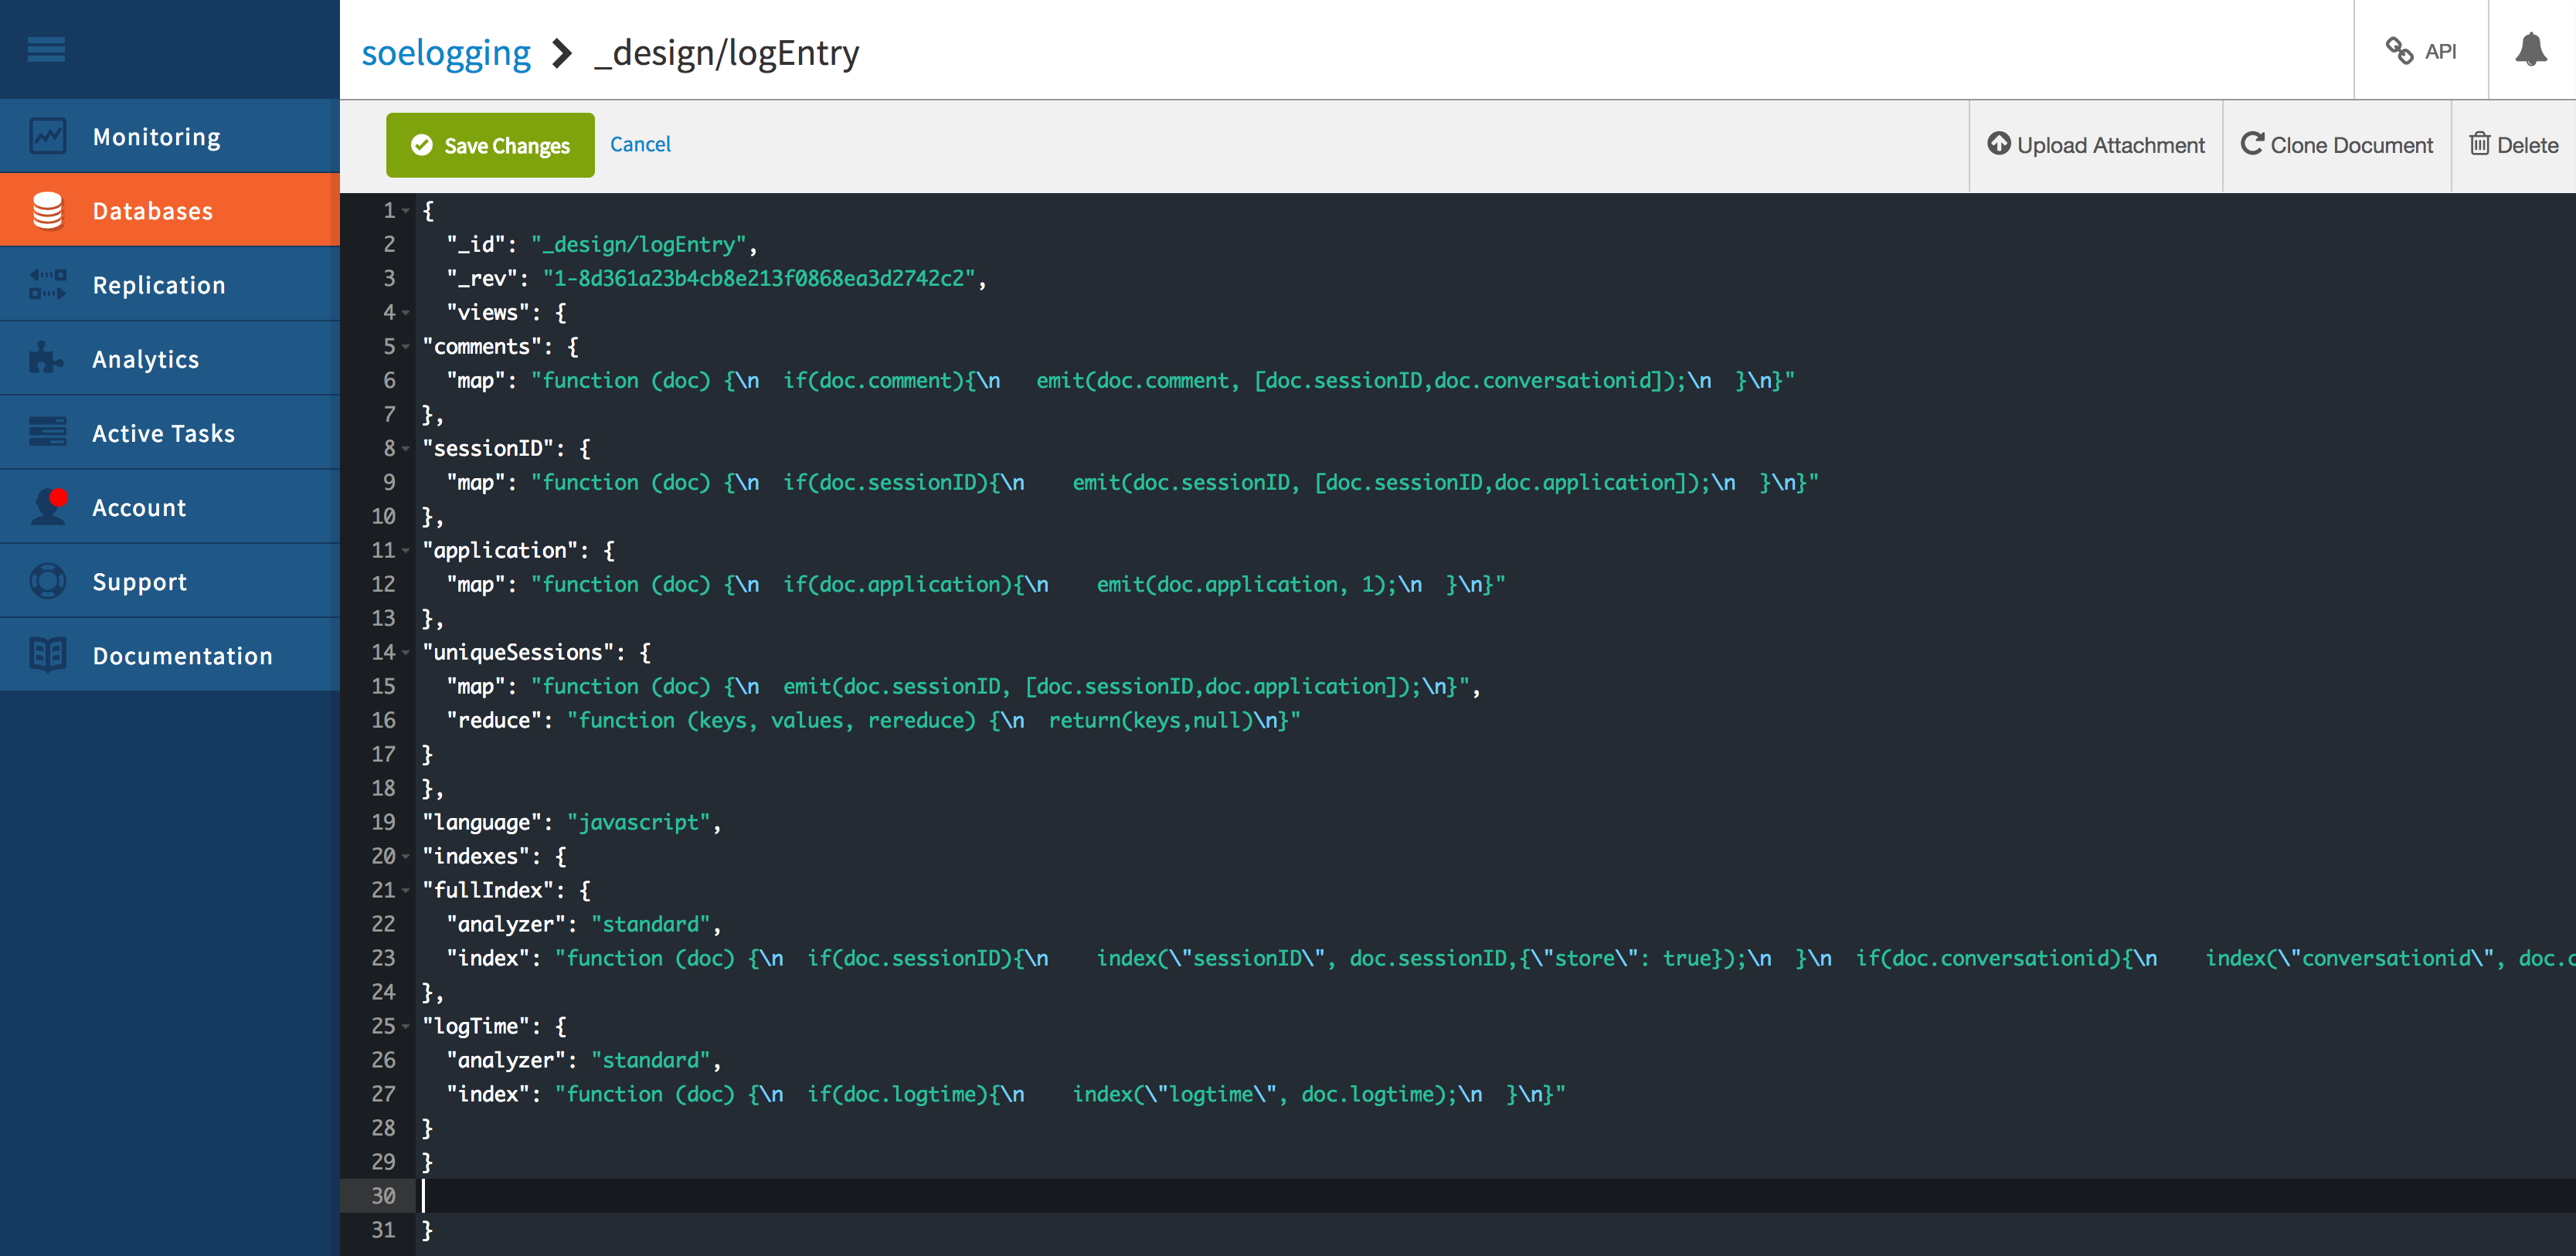 soelogging > _design/logEntry
API
Monitoring
Databases
Replication
Analytics
Active Tasks
Account
Support
Documentation
Save Changes Cancel Upload Attachment Clone Document Delete
1 {
2 "_id": "_design/logEntry",
3 "_rev": "1-8d361a23b4cb8e213f0868ea3d2742c2",
4 "views": {
5 "comments": {
6 "map": "function (doc) {\n  if(doc.comment){\n   emit(doc.comment, [doc.sessionID,doc.conversationid]);\n  }\n}"
7 },
8 "sessionID": {
9 "map": "function (doc) {\n  if(doc.sessionID){\n    emit(doc.sessionID, [doc.sessionID,doc.application]);\n  }\n}"
10 },
11 "application": {
12 "map": "function (doc) {\n  if(doc.application){\n    emit(doc.application, 1);\n  }\n}"
13 },
14 "uniqueSessions": {
15 "map": "function (doc) {\n  emit(doc.sessionID, [doc.sessionID,doc.application]);\n}",
16 "reduce": "function (keys, values, rereduce) {\n  return(keys,null)\n}"
17 }
18 },
19 "language": "javascript",
20 "indexes": {
21 "fullIndex": {
22 "analyzer": "standard",
23 "index": "function (doc) {\n  if(doc.sessionID){\n    index(\"sessionID\", doc.sessionID,{\"store\": true});\n  }\n  if(doc.conversationid){\n    index(\"conversationid\", doc.c
24 },
25 "logTime": {
26 "analyzer": "standard",
27 "index": "function (doc) {\n  if(doc.logtime){\n    index(\"logtime\", doc.logtime);\n  }\n}"
28 }
29 }
30
31 }